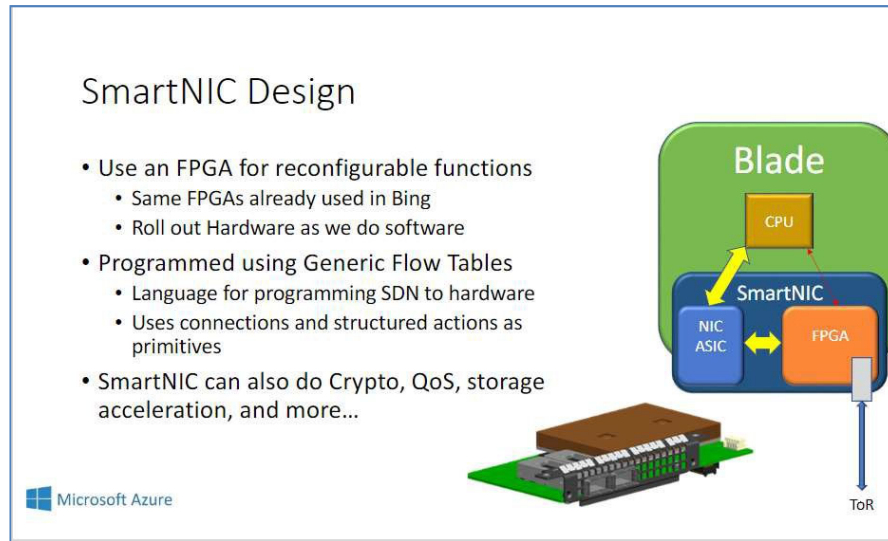 SmartNIC Design
• Use an FPGA for reconfigurable functions
• Same FPGAs already used in Bing
• Roll out Hardware as we do software
• Programmed using Generic Flow Tables
• Language for programming SDN to hardware
• Uses connections and structured actions as
primitives
• SmartNIC can also do Crypto, QoS, storage
acceleration, and more…
Blade
CPU
SmartNIC
NIC
ASIC
FPGA
ToR
Microsoft Azure